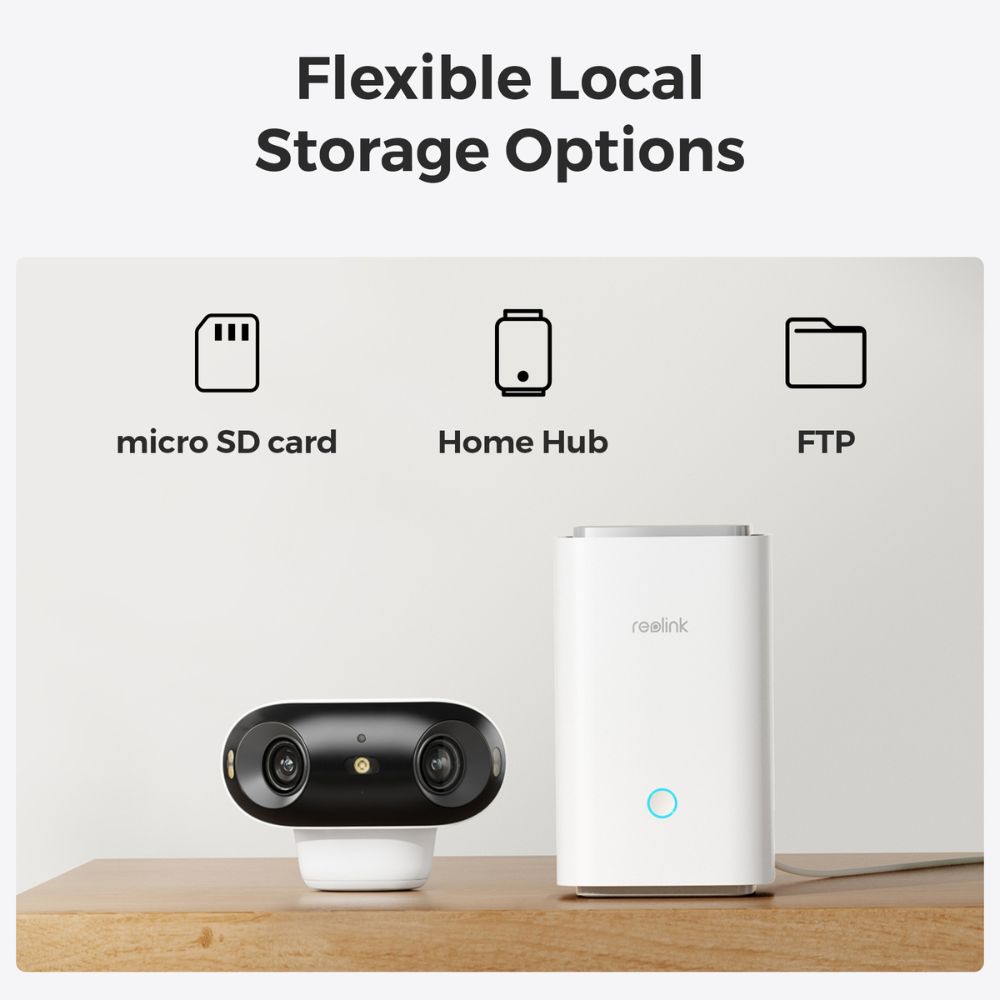 Flexible Local
Storage Options
micro SD card
Home Hub
FTP
reolink